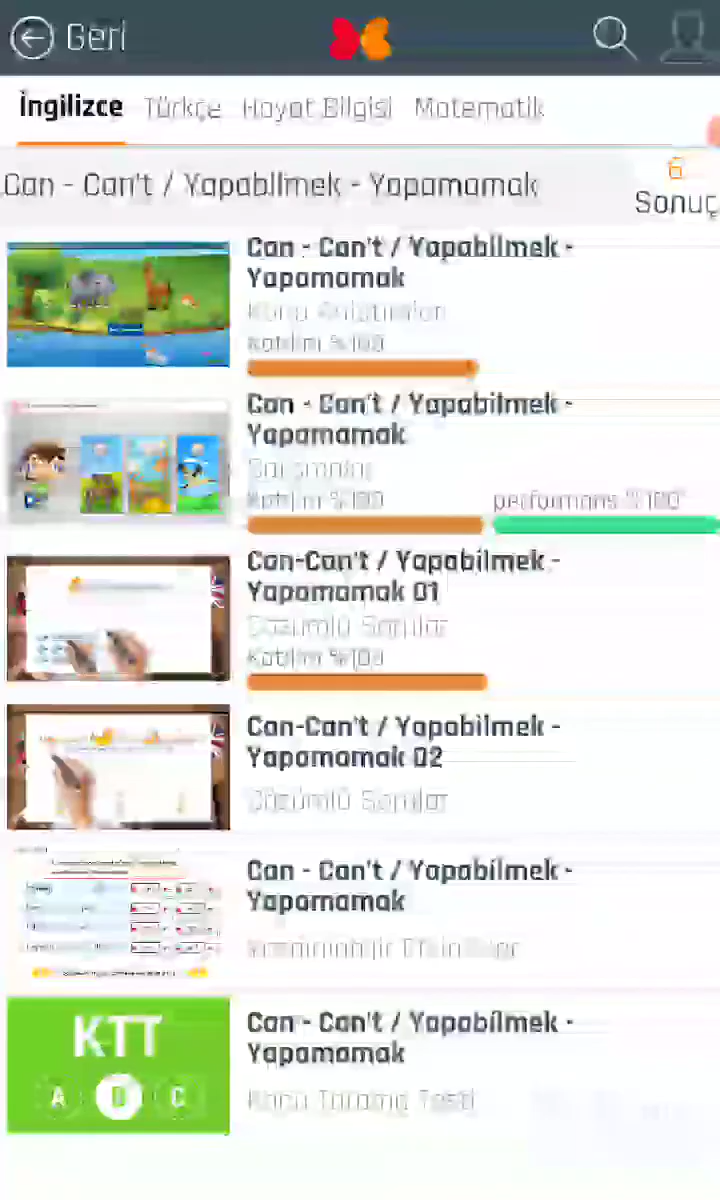 Geri
İngilizce Türkçe Hayat Bilgisi Matematik
Can - Can't / Yapabilmek - Yapamamak
6
Sonuç
Can - Can't / Yapabilmek -
Yapamamak
Konu Anlatımları
Katılım %100
Can - Can't / Yapabilmek -
Yapamamak
Katılım %100 performans %100
Can-Can't / Yapabilmek -
Yapamamak 01
Çözümlü Sorular
Katılım %100
Can-Can't / Yapabilmek -
Yapamamak 02
Çözümlü Sorular
Can - Can't / Yapabilmek -
Yapamamak
KTT
A B C
Can - Can't / Yapabilmek -
Yapamamak
Konu Tarama Testi